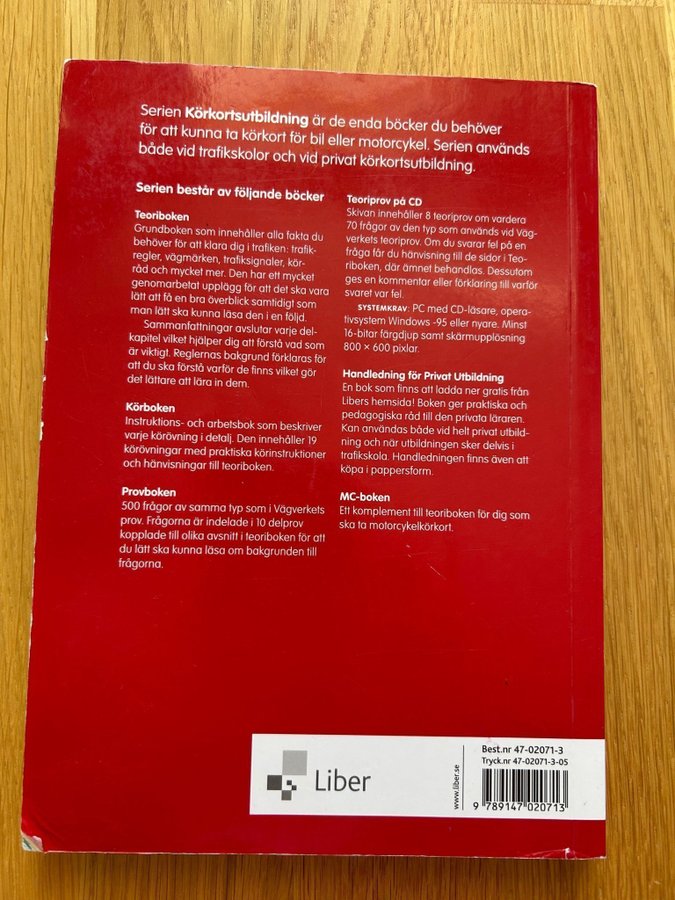 Serien Körkortsutbildning är de enda böcker du behöver
för att kunna ta körkort för bil eller motorcykel. Serien används
både vid trafikskolor och vid privat körkortsutbildning.
Serien består av följande böcker
Teoriboken
Grundboken som innehåller alla fakta du
behöver för att klara dig i trafiken: trafik-
regler, vägmärken, trafiksignaler, kör-
råd och mycket mer. Den har ett mycket
genomarbetat upplägg för att det ska vara
lätt att få en bra överblick samtidigt som
man lätt ska kunna läsa den i en följd.
Sammanfattningar avslutar varje del-
kapitel vilket hjälper dig att förstå vad som
är viktigt. Reglernas bakgrund förklaras för
att du ska förstå varför de finns vilket gör
det lättare att lära in dem.
Körboken
Instruktions- och arbetsbok som beskriver
varje körövning i detalj. Den innehåller 19
körövningar med praktiska körinstruktioner
och hänvisningar till teoriboken.
Provboken
500 frågor av samma typ som i Vägverkets
prov. Frågorna är indelade i 10 delprov
kopplade till olika avsnitt i teoriboken för att
du lätt ska kunna läsa om bakgrunden till
frågorna.
Teoriprov på CD
Skivan innehåller 8 teoriprov om vardera
70 frågor av den typ som används vid Väg-
verkets teoriprov. Om du svarar fel på en
fråga får du hänvisning till de sidor i Teo-
riboken, där ämnet behandlas. Dessutom
ges en kommentar eller förklaring till varför
svaret var fel.
SYSTEMKRAV: PC med CD-läsare, opera-
tivsystem Windows -95 eller nyare. Minst
16-bitar färgdjup samt skärmupplösning
800 × 600 pixlar.
Handledning för Privat Utbildning
En bok som finns att ladda ner gratis från
Libers hemsida! Boken ger praktiska och
pedagogiska råd till den privata läraren.
Kan användas både vid helt privat utbild-
ning och när utbildningen sker delvis i
trafikskola. Handledningen finns även att
köpa i pappersform.
MC-boken
Ett komplement till teoriboken för dig som
ska ta motorcykelkörkort.
Liber
www.liber.se
Best.nr 47-02071-3
Tryck.nr 47-02071-3-05
9 789147 020713